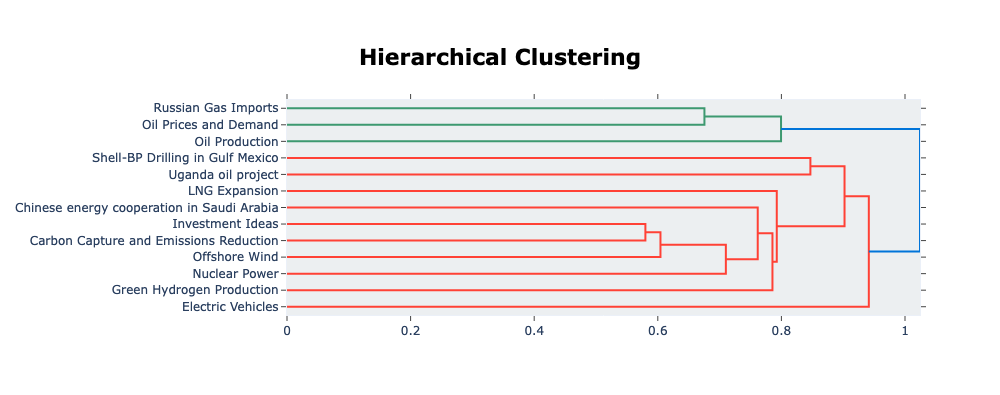 Hierarchical Clustering
Russian Gas Imports
Oil Prices and Demand
Oil Production
Shell-BP Drilling in Gulf Mexico
Uganda oil project
LNG Expansion
Chinese energy cooperation in Saudi Arabia
Investment Ideas
Carbon Capture and Emissions Reduction
Offshore Wind
Nuclear Power
Green Hydrogen Production
Electric Vehicles
0 0.2 0.4 0.6 0.8 1